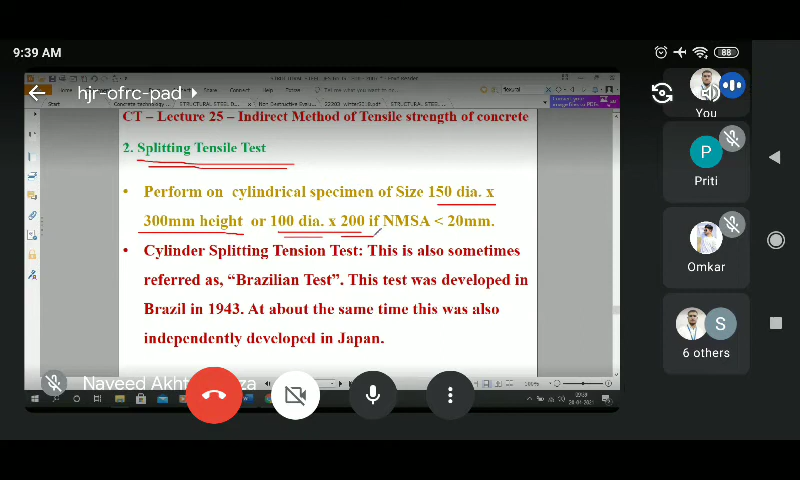 9:39 AM
88
hjr-ofrc-pad
Start
CT – Lecture 25 – Indirect Method of Tensile strength of concrete
2. Splitting Tensile Test
• Perform on cylindrical specimen of Size 150 dia. x
300mm height or 100 dia. x 200 if NMSA < 20mm.
• Cylinder Splitting Tension Test: This is also sometimes
referred as, “Brazilian Test”. This test was developed in
Brazil in 1943. At about the same time this was also
independently developed in Japan.
Naveed Akht
You
P
Priti
Omkar
S
6 others